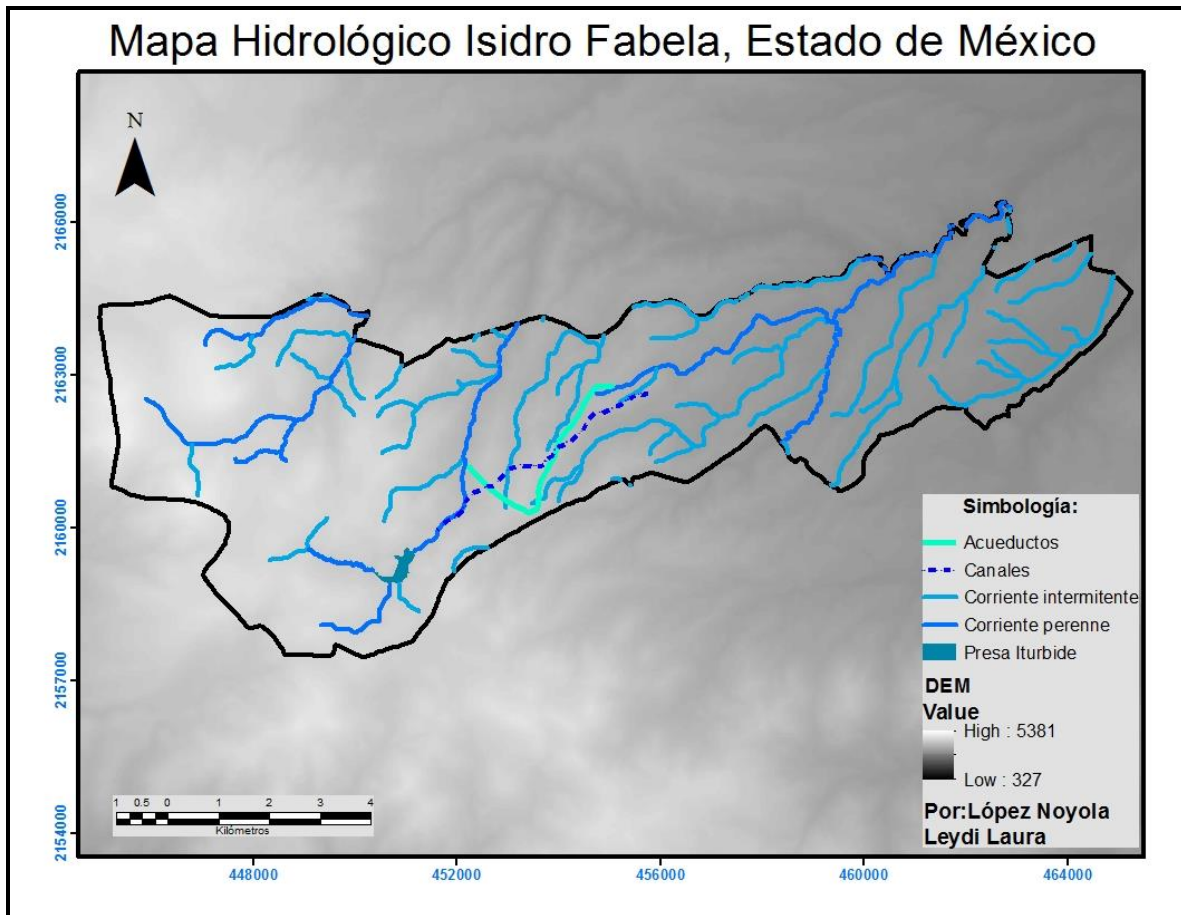 Mapa Hidrológico Isidro Fabela, Estado de México
N
2166000
2163000
2160000
2157000
2154000
448000
452000
456000
460000
464000
1 0.5 0 1 2 3 4
Kilómetros
Simbología:
Acueductos
Canales
Corriente intermitente
Corriente perenne
Presa Iturbide
DEM
Value
High : 5381
Low : 327
Por:López Noyola
Leydi Laura